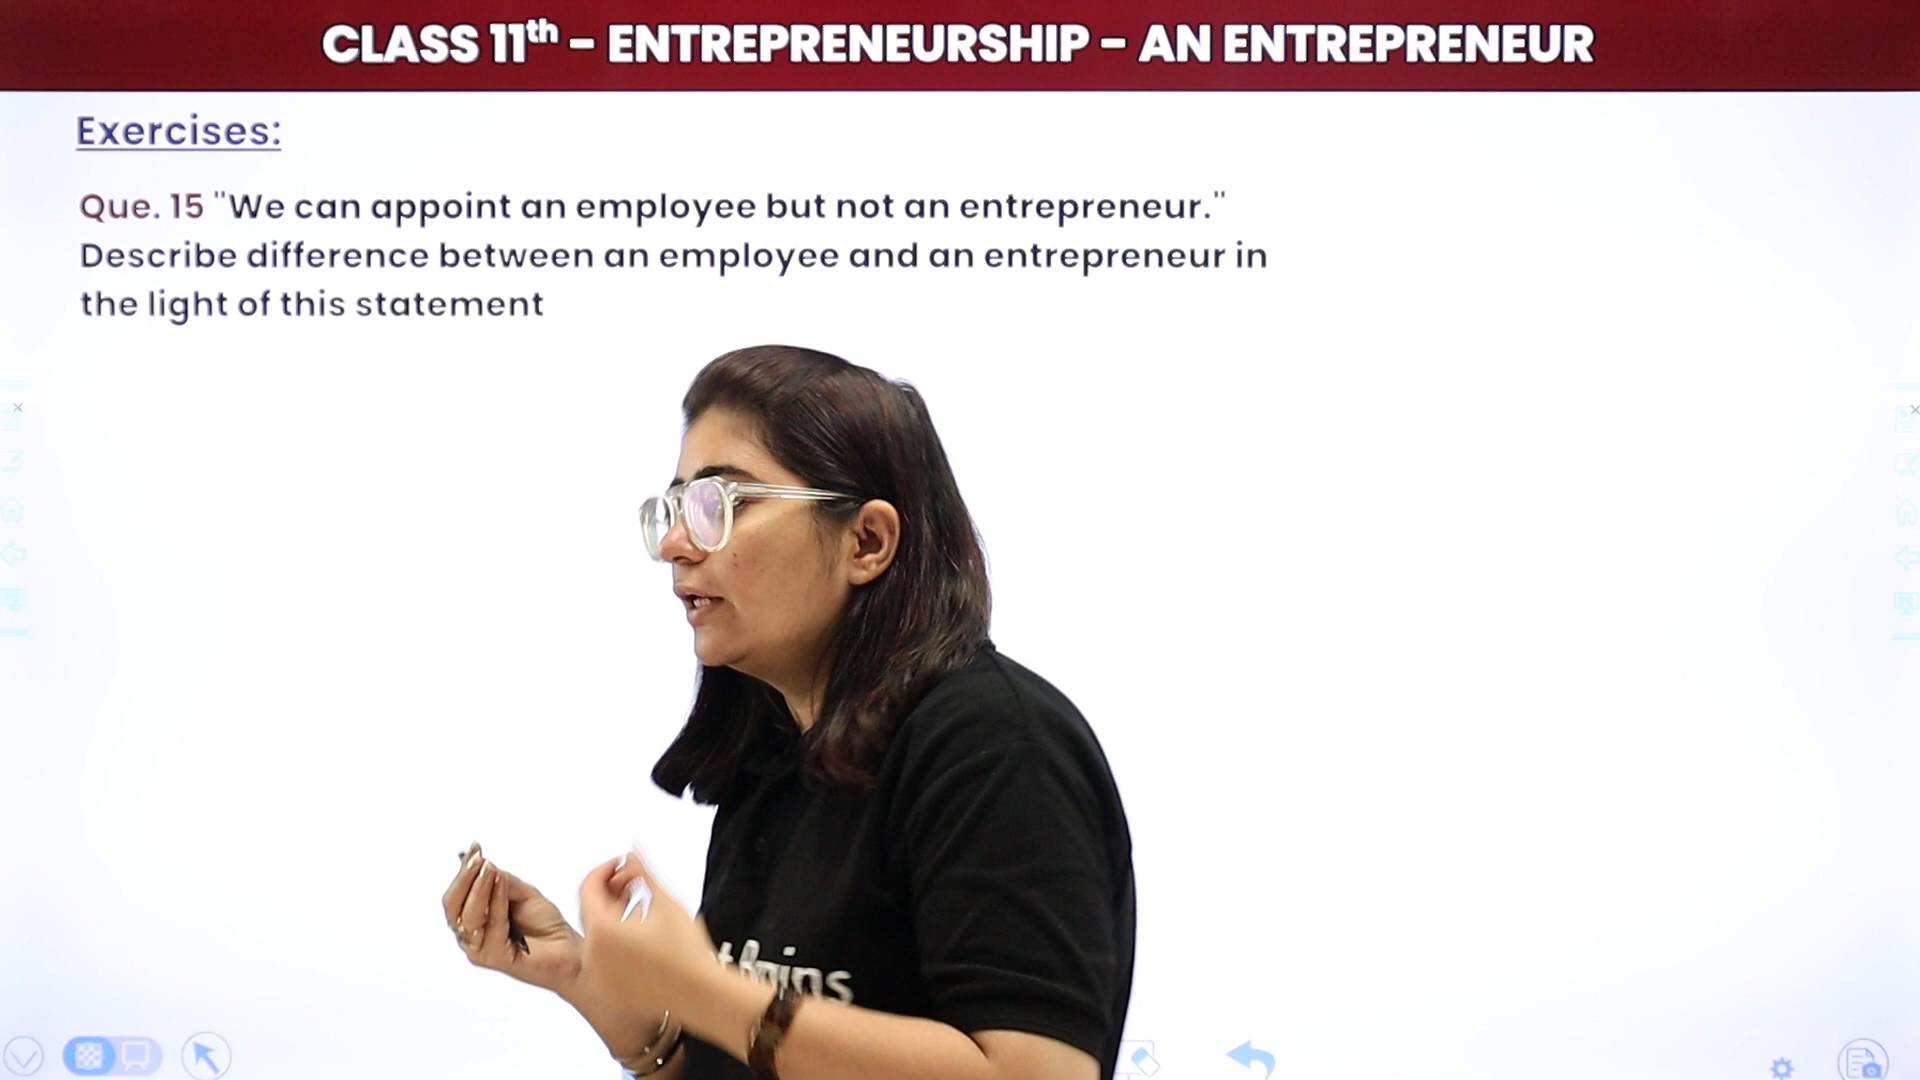 CLASS 11th – ENTREPRENEURSHIP – AN ENTREPRENEUR
Exercises:
Que. 15 "We can appoint an employee but not an entrepreneur."
Describe difference between an employee and an entrepreneur in
the light of this statement